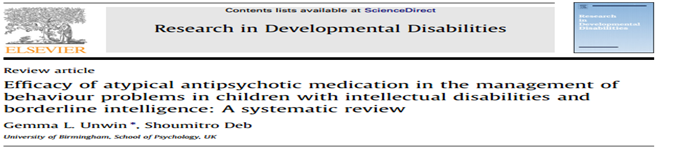 Contents lists available at ScienceDirect
Research in Developmental Disabilities
ELSEVIER
Research
in
Developmental
Disabilities
Review article
Efficacy of atypical antipsychotic medication in the management of
behaviour problems in children with intellectual disabilities and
borderline intelligence: A systematic review
Gemma L. Unwin*, Shoumitro Deb
University of Birmingham, School of Psychology, UK